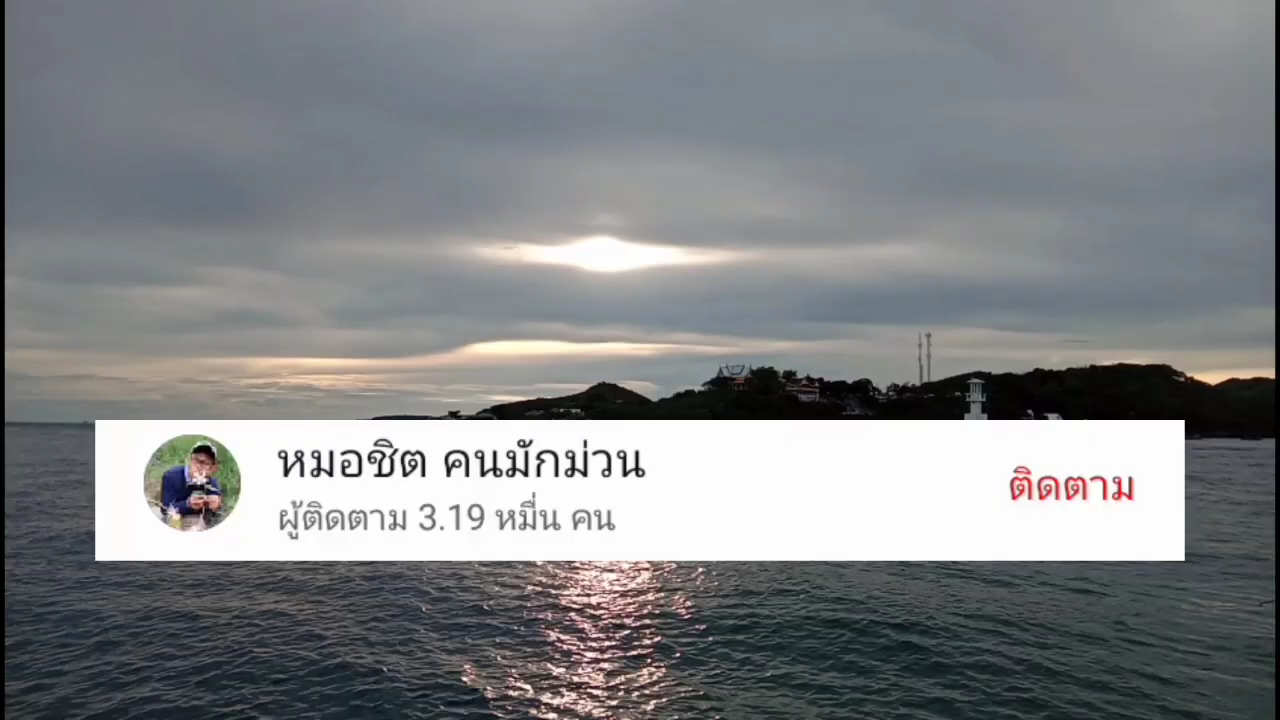 หมอชิต คนมักม่วน
ผู้ติดตาม 3.19 หมื่น คน
ติดตาม